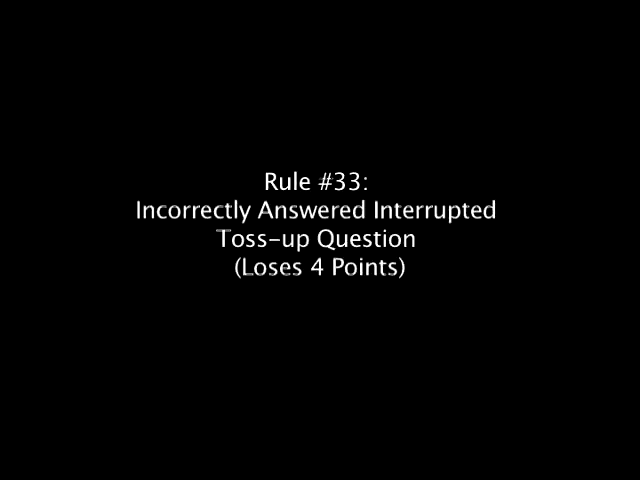 Rule #33:
Incorrectly Answered Interrupted
Toss-up Question
(Loses 4 Points)